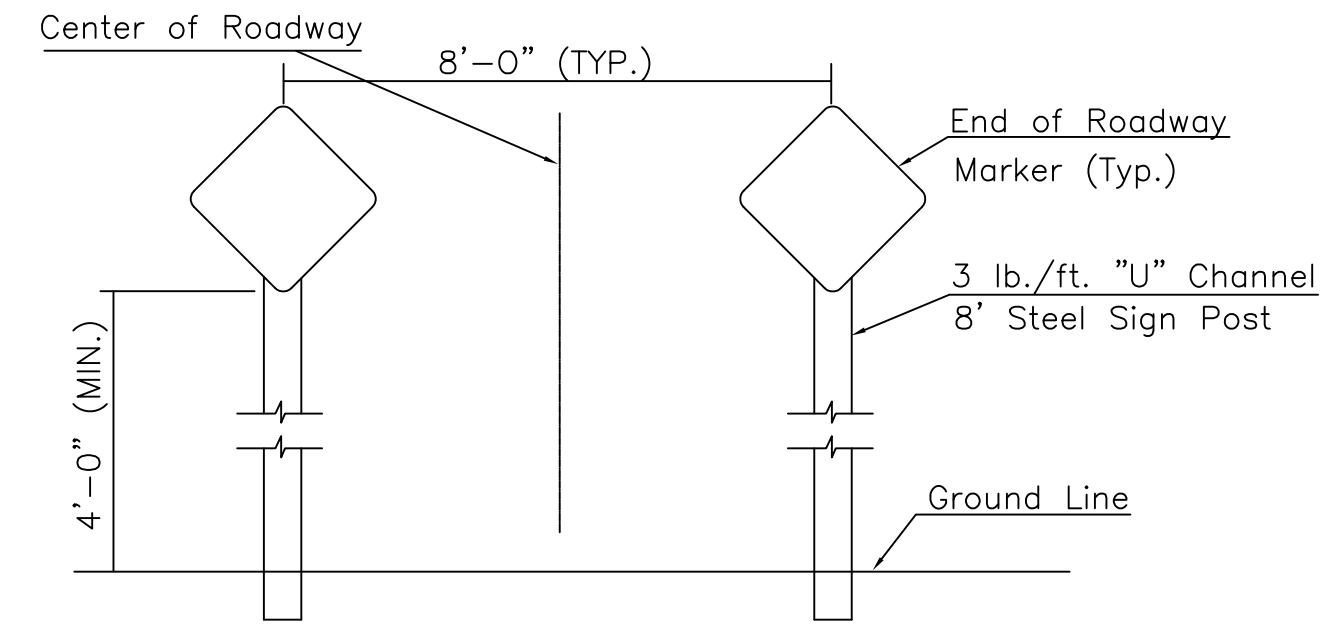 Center of Roadway
8'-0" (TYP.)
End of Roadway
Marker (Typ.)
3 lb./ft. "U" Channel
8' Steel Sign Post
4'-0" (MIN.)
Ground Line